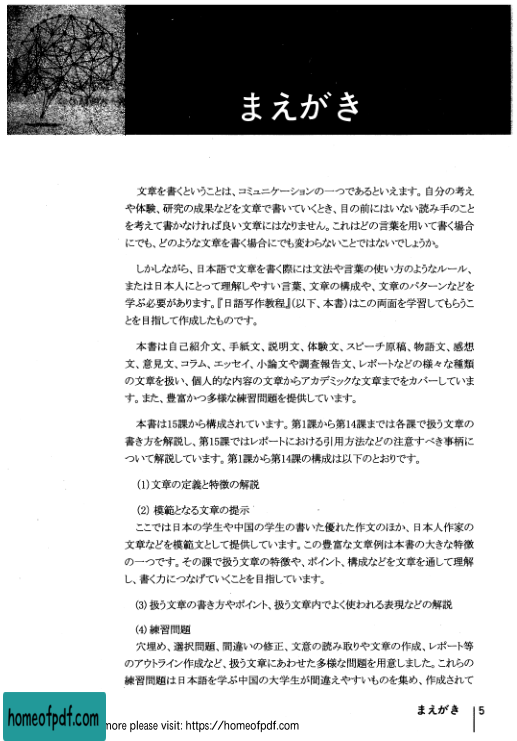 まえがき
文章を書くということは、コミュニケーションの一つであるといえます。自分の考え
や体験、研究の成果などを文章で書いていくとき、目の前にはいない読み手のこと
を考えて書かなければ良い文章にはなりません。これはどの言葉を用いて書く場合
にでも、どのような文章を書く場合にでも変わらないことではないでしょうか。
しかしながら、日本語で文章を書く際には文法や言葉の使い方のようなルール、
または日本人にとって理解しやすい言葉、文章の構成や、文章のパターンなどを
学ぶ必要があります。『日語写作教程』(以下、本書)はこの両面を学習してもらうこ
とを目指して作成したものです。
本書は自己紹介文、手紙文、説明文、体験文、スピーチ原稿、物語文、感想
文、意見文、コラム、エッセイ、小論文や調査報告文、レポートなどの様々な種類
の文章を扱い、個人的な内容の文章からアカデミックな文章までをカバーしていま
す。また、豊富かつ多様な練習問題を提供しています。
本書は15課から構成されています。第1課から第14課までは各課で扱う文章の
書き方を解説し、第15課ではレポートにおける引用方法などの注意すべき事柄に
ついて解説しています。第1課から第14課の構成は以下のとおりです。
(1)文章の定義と特徴の解説
(2) 模範となる文章の提示
ここでは日本の学生や中国の学生の書いた優れた作文のほか、日本人作家の
文章などを模範文として提供しています。この豊富な文章例は本書の大きな特徴
の一つです。その課で扱う文章の特徴や、ポイント、構成などを文章を通して理解
し、書く力につなげていくことを目指しています。
(3)扱う文章の書き方やポイント、扱う文章内でよく使われる表現などの解説
(4)練習問題
穴埋め、選択問題、間違いの修正、文意の読み取りや文章の作成、レポート等
のアウトライン作成など、扱う文章にあわせた多様な問題を用意しました。これらの
練習問題は日本語を学ぶ中国の大学生が間違えやすいものを集め、作成されて
まえがき 5
homeofpdf.com
more please visit: https://homeofpdf.com